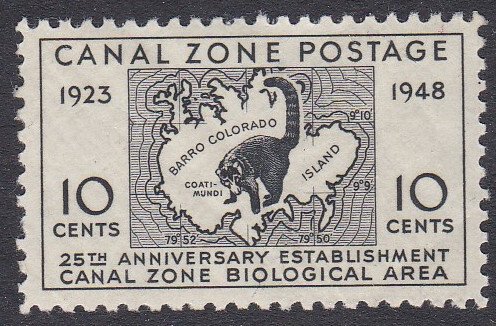 CANAL ZONE POSTAGE
1923 1948
9° 10'
BARRO COLORADO
ISLAND
COATI-
MUNDI
9° 9'
10 10
CENTS CENTS
79° 52' 79° 50'
25TH ANNIVERSARY ESTABLISHMENT
CANAL ZONE BIOLOGICAL AREA